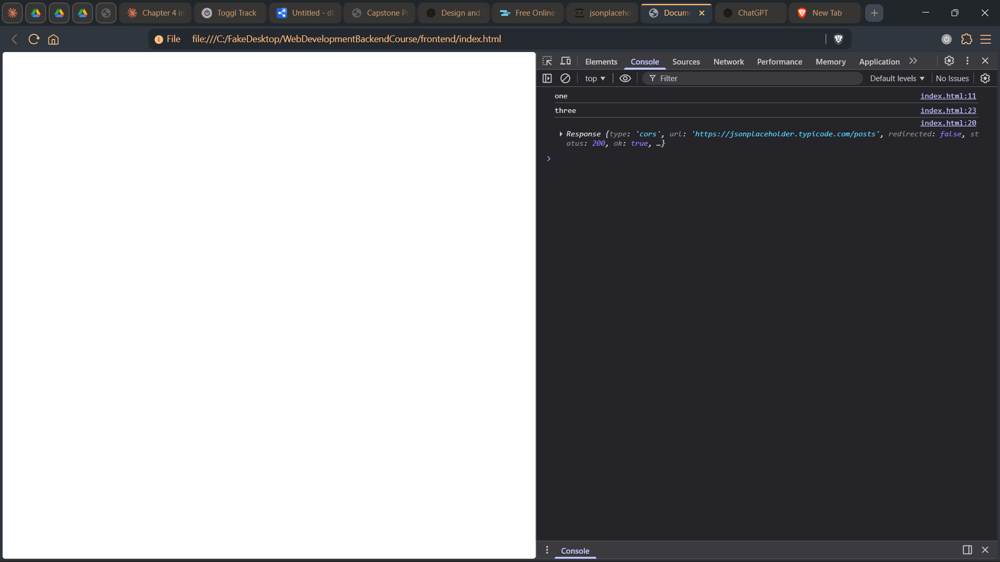 Chapter 4 in
Toggl Track
Untitled - db
Capstone Pr
Design and
Free Online
jsonplaceho
Docum
ChatGPT
New Tab
File file:///C:/FakeDesktop/WebDevelopmentBackendCourse/frontend/index.html
Elements Console Sources Network Performance Memory Application
top Filter Default levels No Issues
one index.html:11
three index.html:23
index.html:20
Response {type: 'cors', url: 'https://jsonplaceholder.typicode.com/posts', redirected: false, st
atus: 200, ok: true, …}
Console